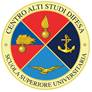 CENTRO ALTI STUDI DIFESA
SCUOLA SUPERIORE UNIVERSITARIA